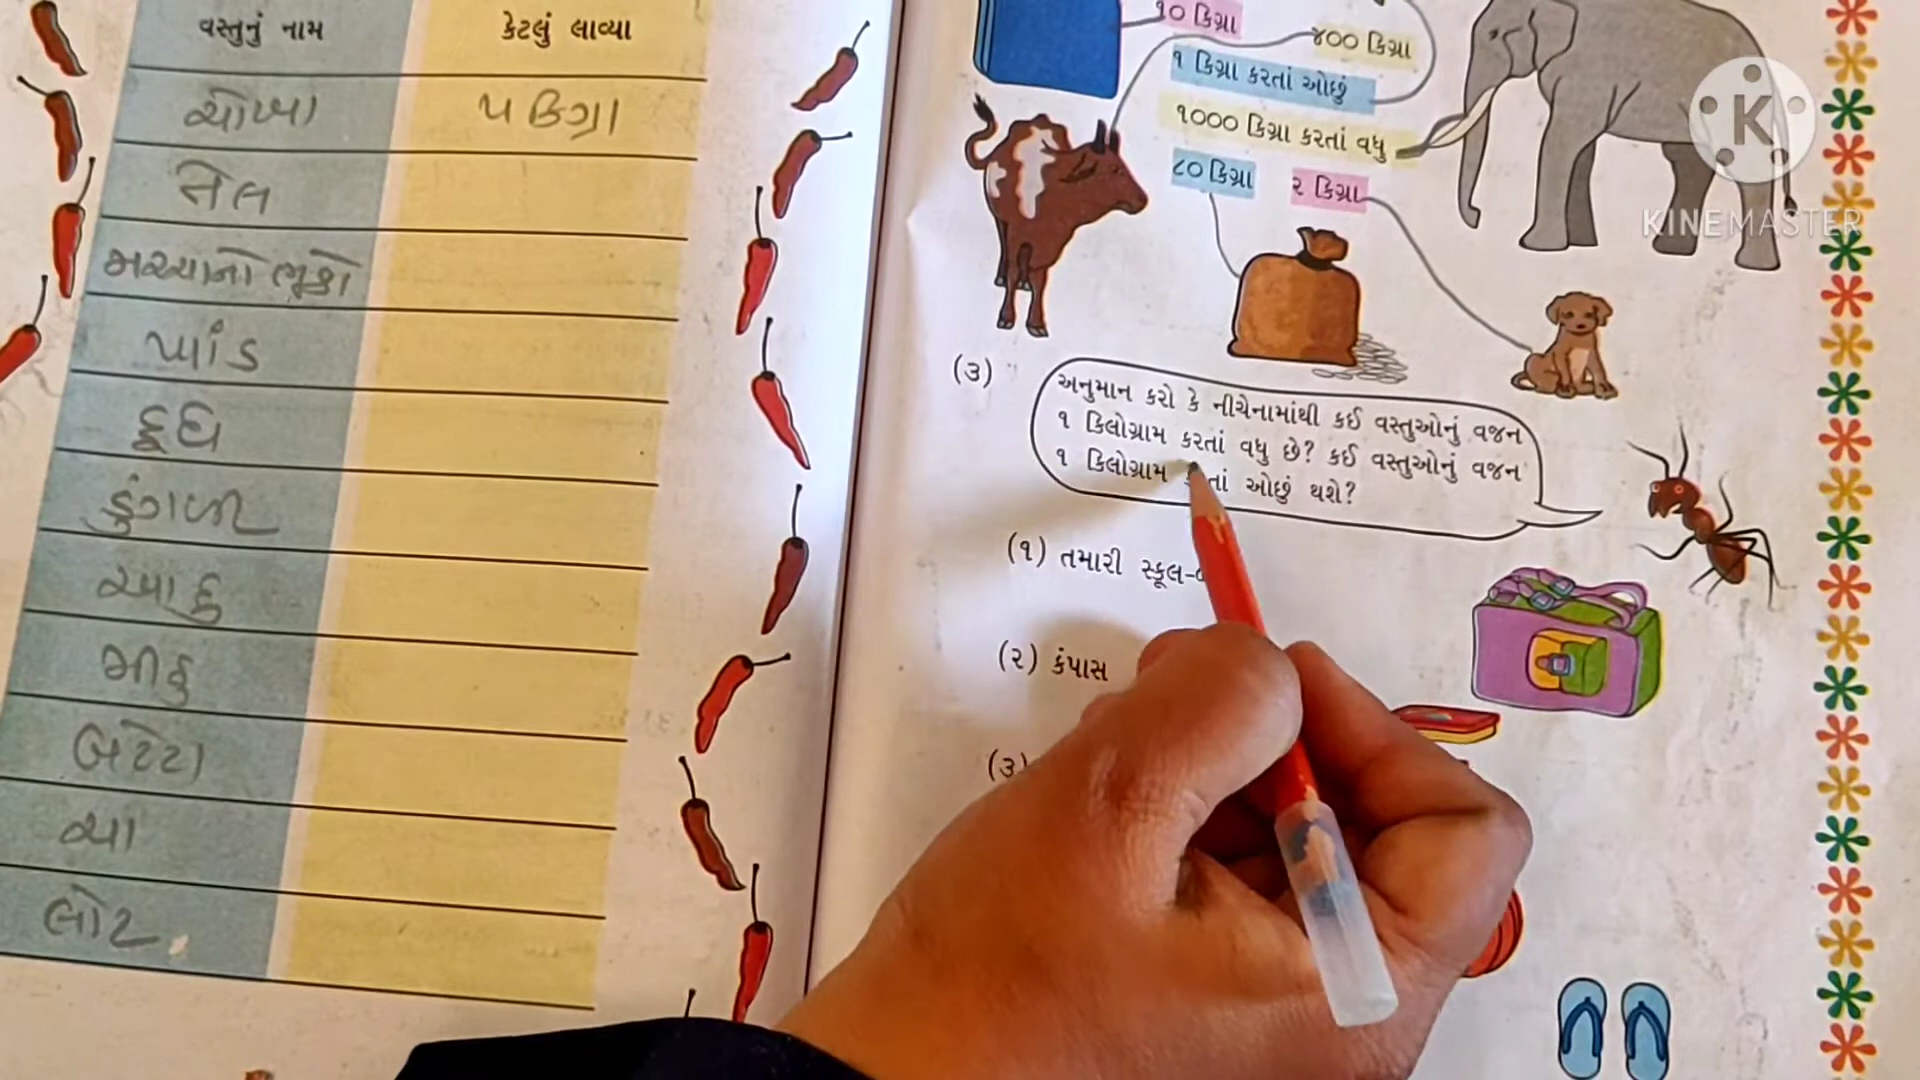 વસ્તુનું નામ
કેટલું લાવ્યા
ચોખા
૫ કિગ્રા
તેલ
મરચાનો ભૂકો
ખાંડ
દૂધ
ડુંગળી
આદુ
મીઠુ
બટેટા
ચા
લોટ
૧૦ કિગ્રા
૪૦૦ કિગ્રા
૧ કિગ્રા કરતાં ઓછું
૧૦૦૦ કિગ્રા કરતાં વધુ
૮૦ કિગ્રા
૨ કિગ્રા
K
KINEMASTER
(૩)
અનુમાન કરો કે નીચેનામાંથી કઈ વસ્તુઓનું વજન
૧ કિલોગ્રામ કરતાં વધુ છે? કઈ વસ્તુઓનું વજન
૧ કિલોગ્રામ કરતાં ઓછું થશે?
(૧) તમારી સ્કૂલ-
(૨) કંપાસ
(૩)